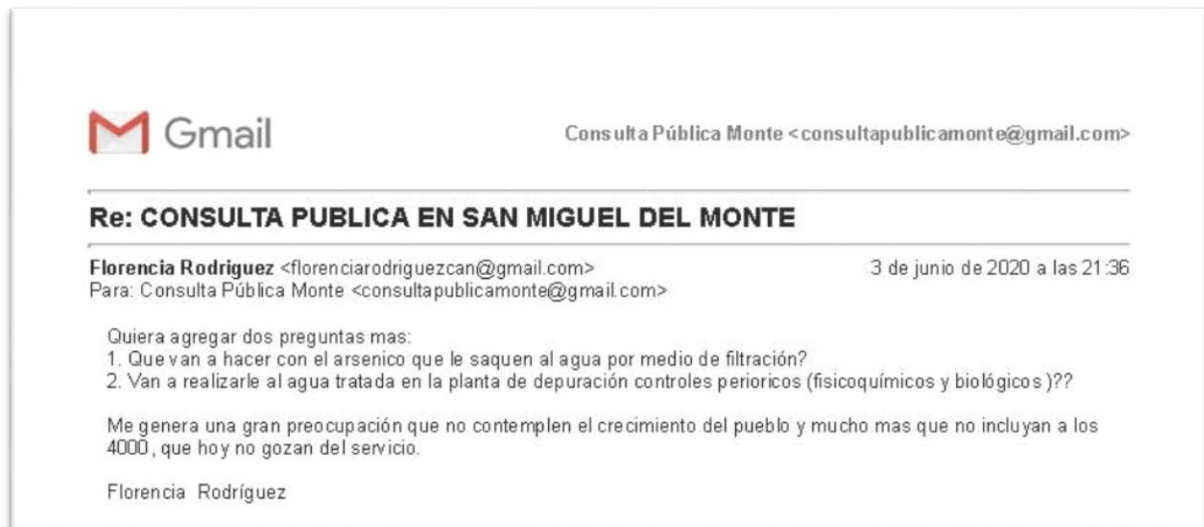 Gmail
Consulta Pública Monte <consultapublicamonte@gmail.com>
Re: CONSULTA PUBLICA EN SAN MIGUEL DEL MONTE
Florencia Rodriguez <florenciarodriguezcan@gmail.com>
3 de junio de 2020 a las 21:36
Para: Consulta Pública Monte <consultapublicamonte@gmail.com>
Quiera agregar dos preguntas mas:
1. Que van a hacer con el arsenico que le saquen al agua por medio de filtración?
2. Van a realizarle al agua tratada en la planta de depuración controles perioricos (fisicoquímicos y biológicos )??
Me genera una gran preocupación que no contemplen el crecimiento del pueblo y mucho mas que no incluyan a los
4000 , que hoy no gozan del servicio.
Florencia Rodríguez